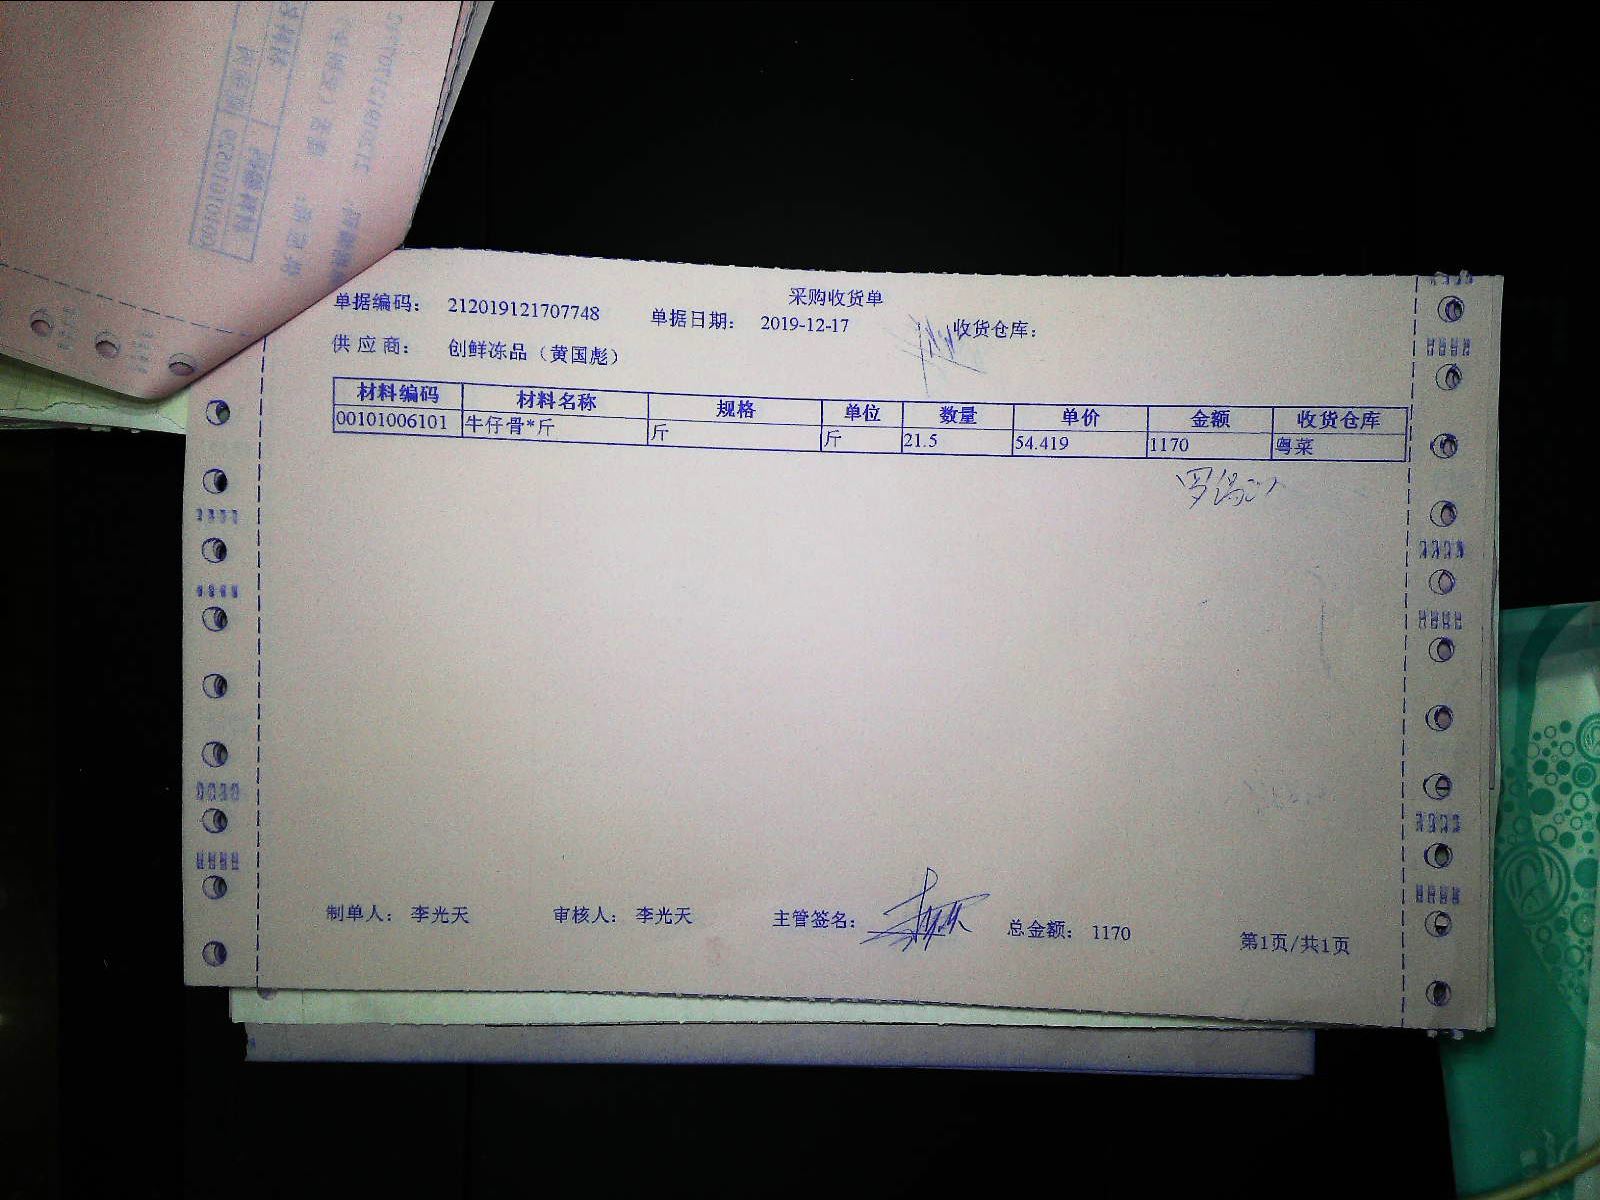 采购收货单
单据编码: 212019121707748 单据日期: 2019-12-17 收货仓库:
供应商: 创鲜冻品（黄国彪）
材料编码 材料名称 规格 单位 数量 单价 金额 收货仓库
00101006101 牛仔骨*斤 斤 斤 21.5 54.419 1170 粤菜
制单人: 李光天 审核人: 李光天 主管签名: 总金额: 1170
第1页/共1页